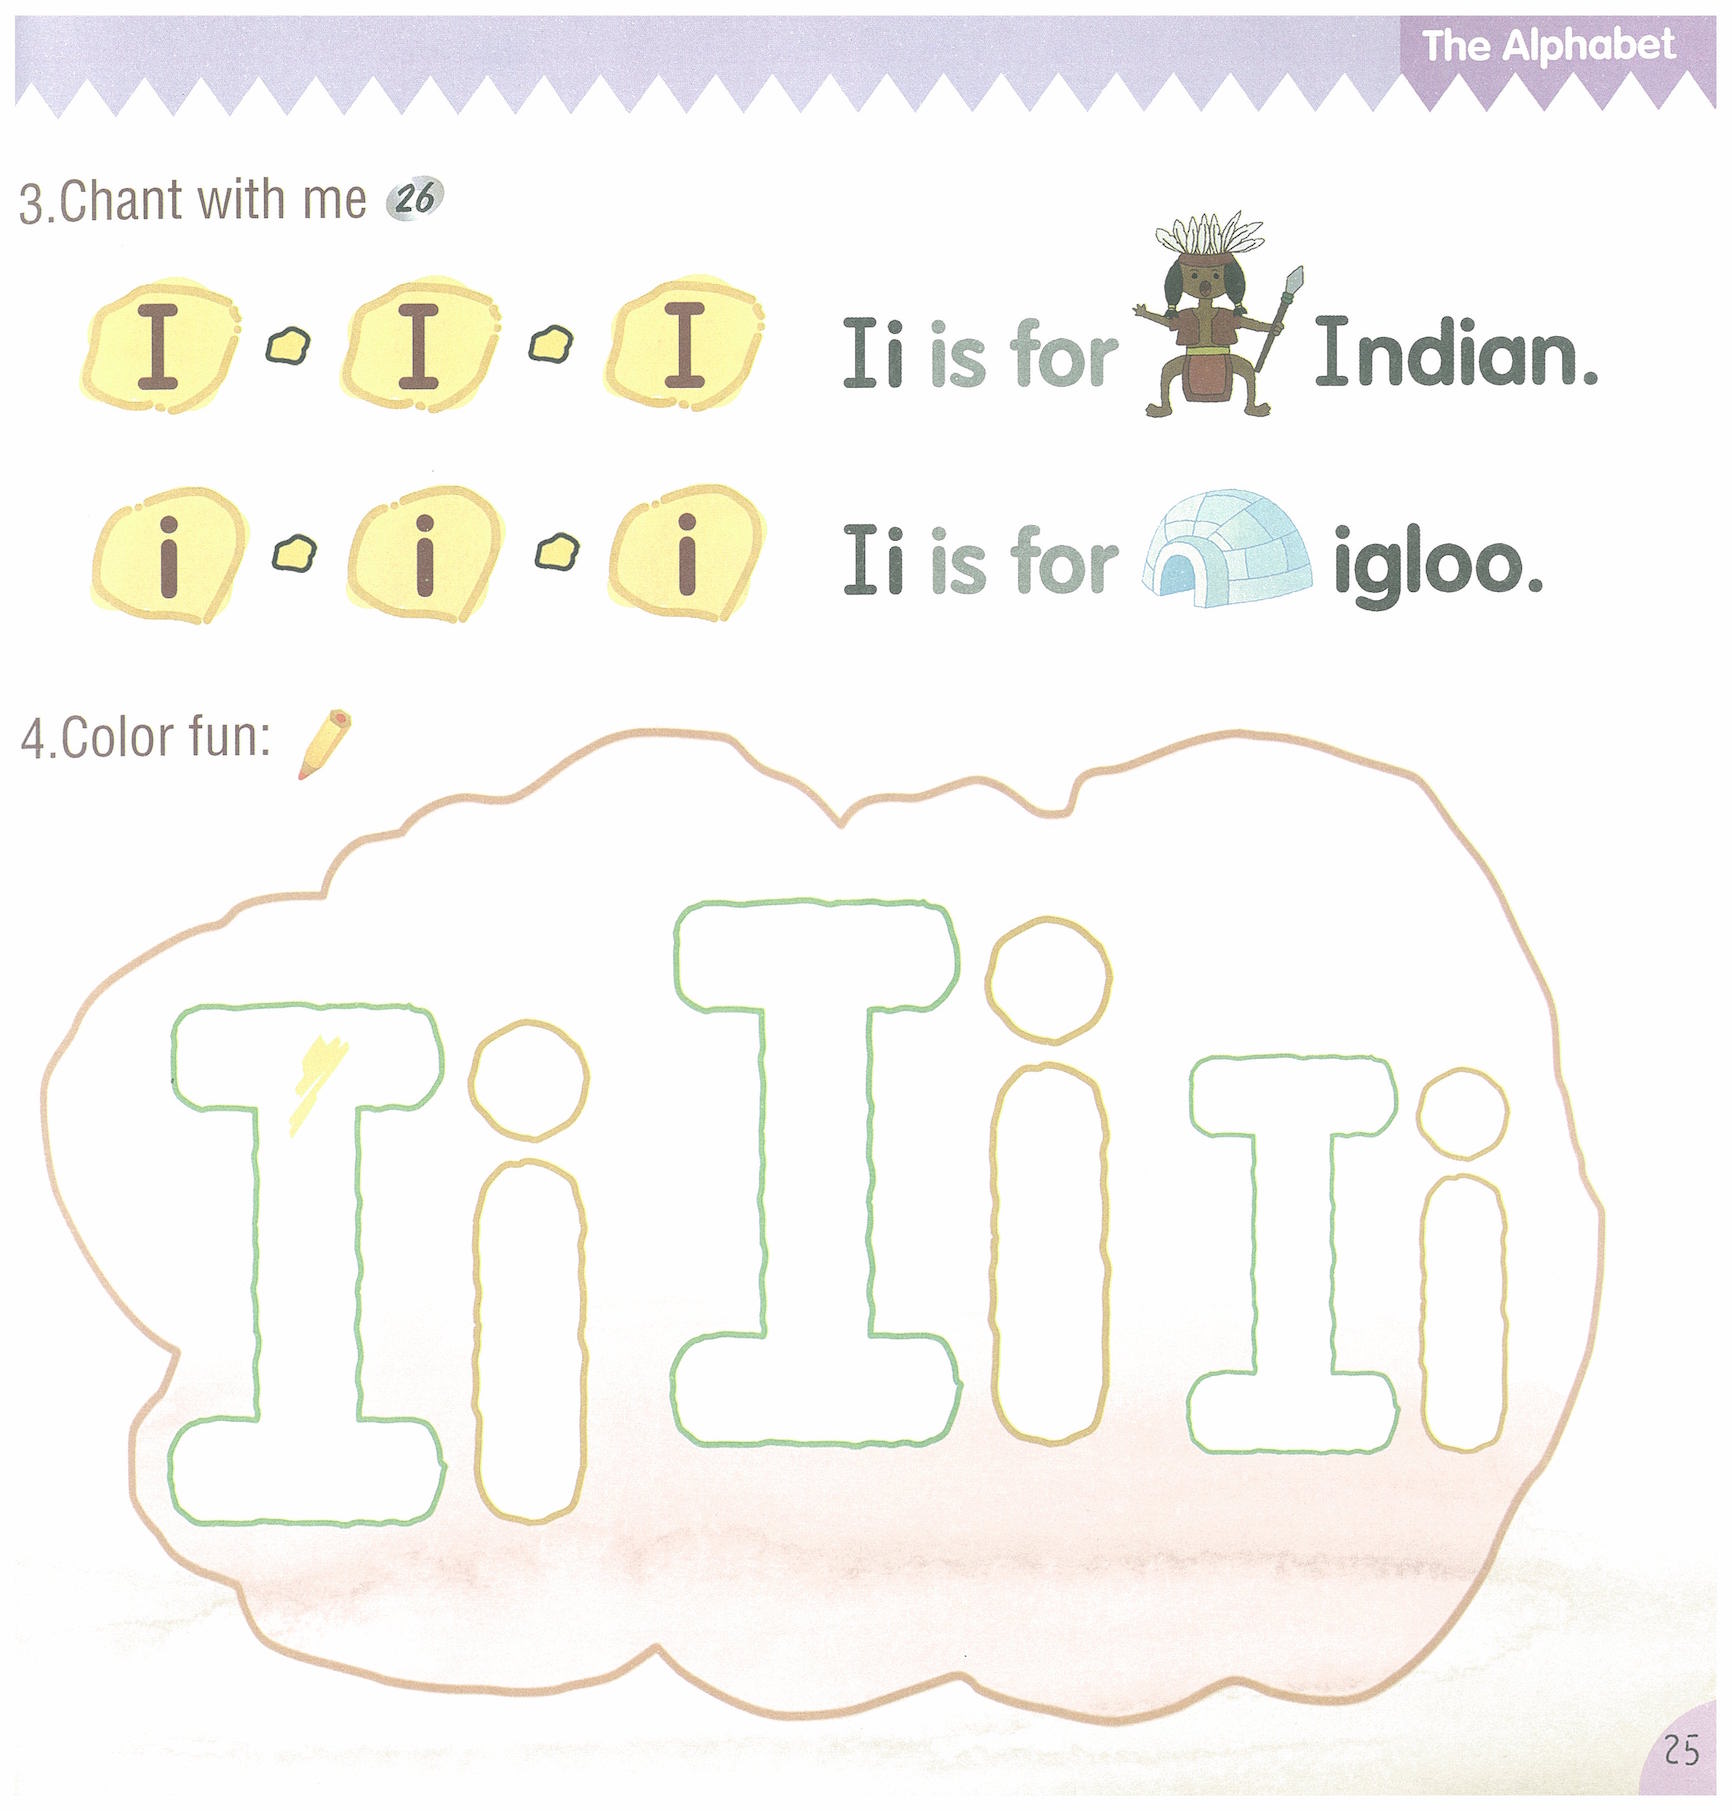 The Alphabet
3.Chant with me 26
I I I Ii is for Indian.
i i i Ii is for igloo.
4.Color fun:
Ii Ii Ii
25